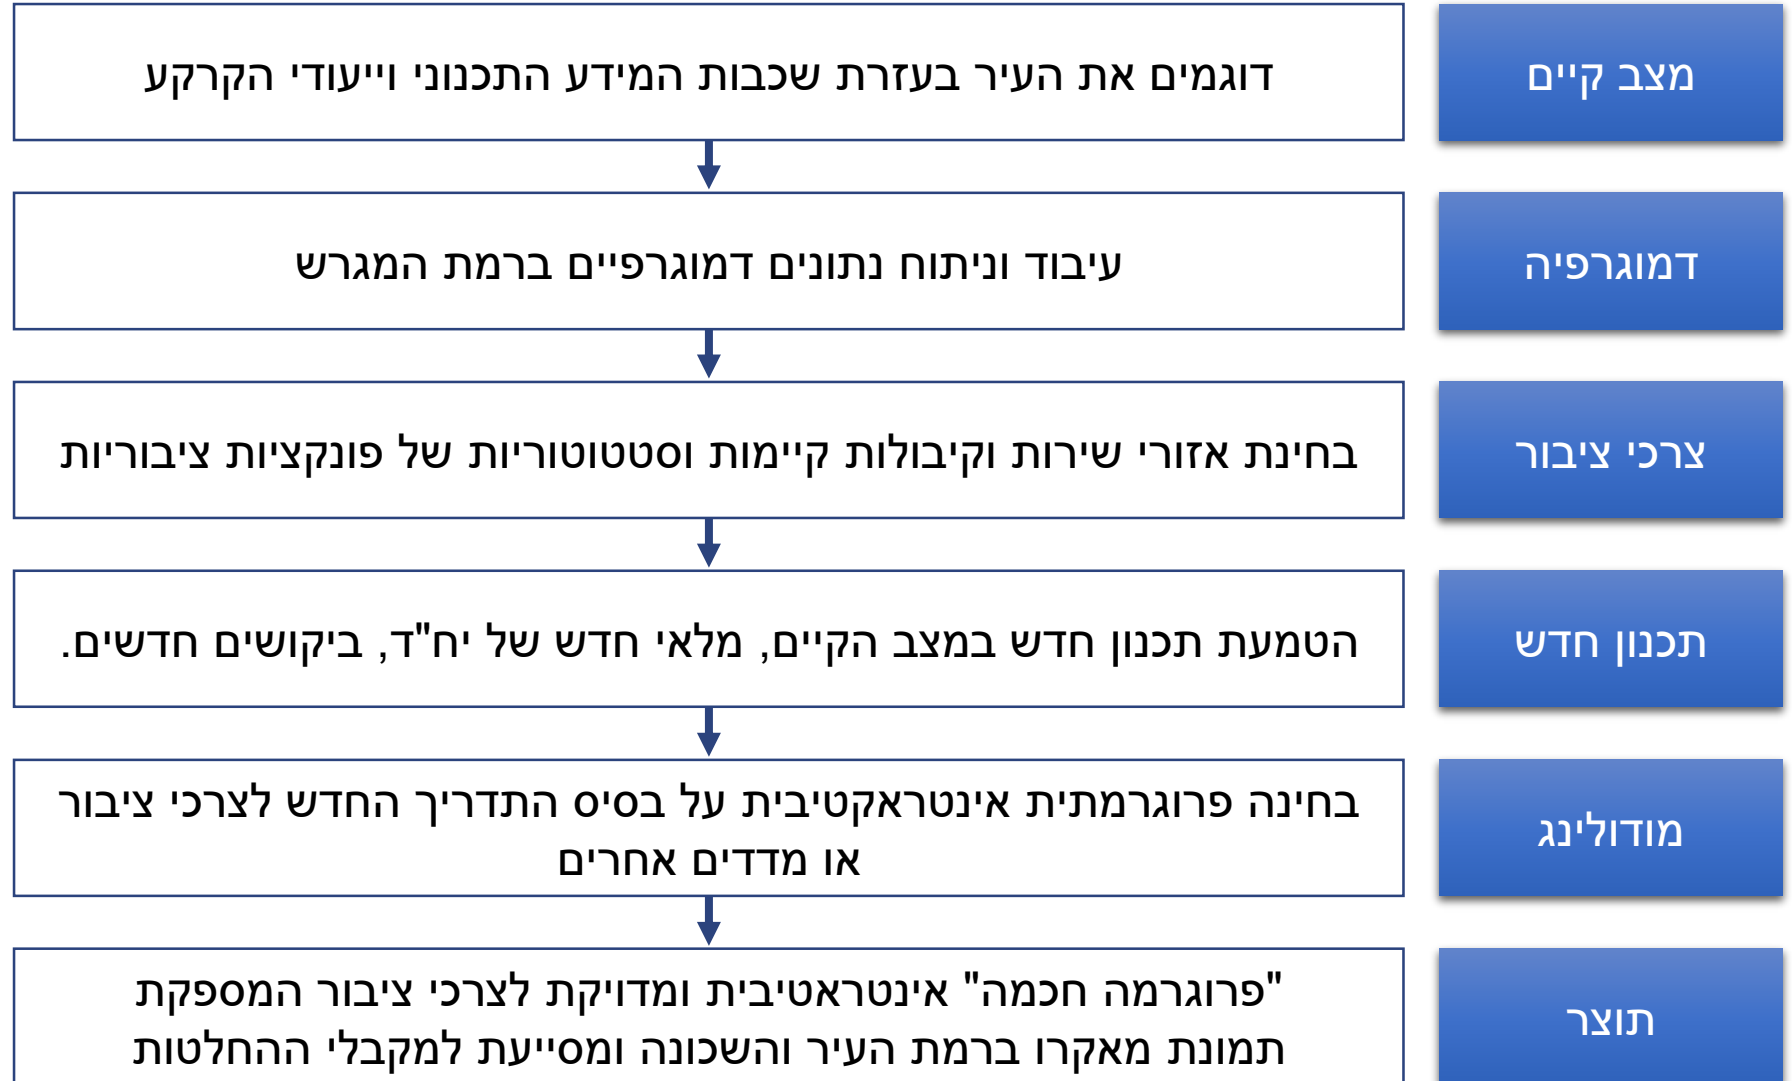 מצב קיים
דוגמים את העיר בעזרת שכבות המידע התכנוני וייעודי הקרקע
דמוגרפיה
עיבוד וניתוח נתונים דמוגרפיים ברמת המגרש
צרכי ציבור
בחינת אזורי שירות וקיבולות קיימות וסטטוטוריות של פונקציות ציבוריות
תכנון חדש
הטמעת תכנון חדש במצב הקיים, מלאי חדש של יח"ד, ביקושים חדשים.
מודולינג
בחינה פרוגרמתית אינטראקטיבית על בסיס התדריך החדש לצרכי ציבור
או מדדים אחרים
תוצר
"פרוגרמה חכמה" אינטראטיבית ומדויקת לצרכי ציבור המספקת
תמונת מאקרו ברמת העיר והשכונה ומסייעת למקבלי ההחלטות